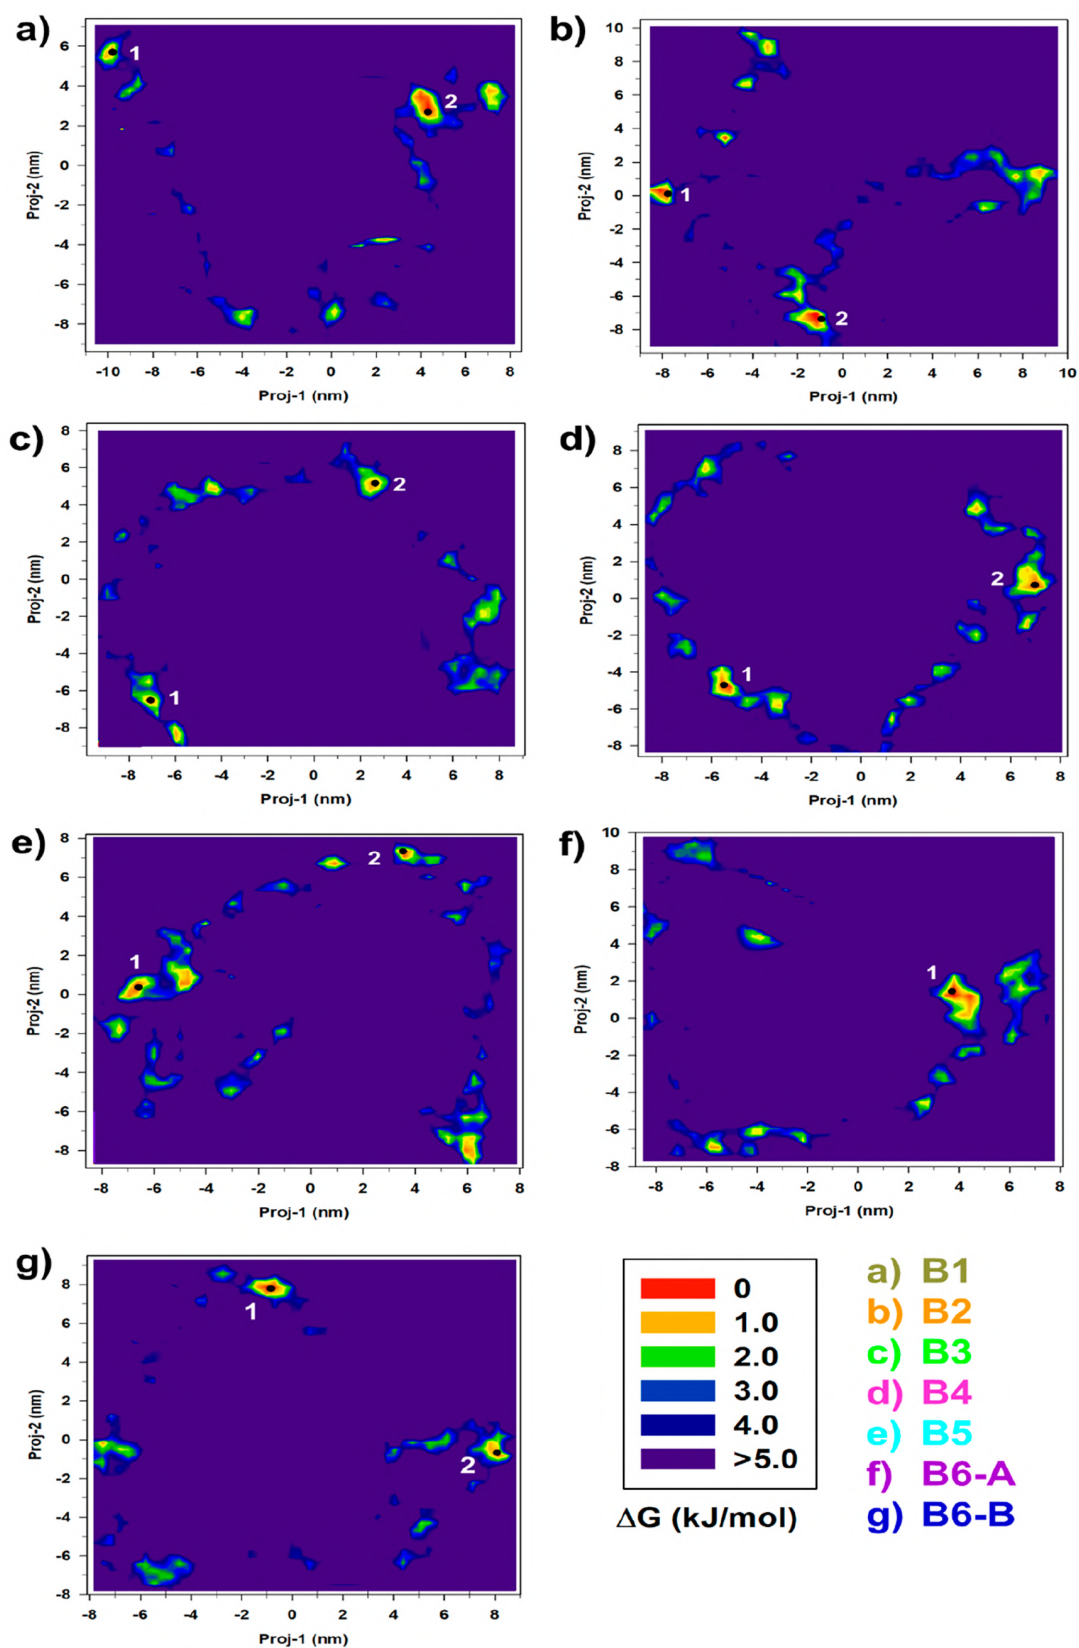 a)
6
4
2
0
-2
-4
-6
-8
Proj-2 (nm)
1
2
-10 -8 -6 -4 -2 0 2 4 6 8
Proj-1 (nm)
b)
10
8
6
4
2
0
-2
-4
-6
-8
Proj-2 (nm)
1
2
-8 -6 -4 -2 0 2 4 6 8 10
Proj-1 (nm)
c)
8
6
4
2
0
-2
-4
-6
-8
Proj-2 (nm)
2
1
-8 -6 -4 -2 0 2 4 6 8
Proj-1 (nm)
d)
8
6
4
2
0
-2
-4
-6
-8
Proj-2 (nm)
2
1
-8 -6 -4 -2 0 2 4 6 8
Proj-1 (nm)
e)
8
6
4
2
0
-2
-4
-6
-8
Proj-2 (nm)
2
1
-8 -6 -4 -2 0 2 4 6 8
Proj-1 (nm)
f)
10
8
6
4
2
0
-2
-4
-6
-8
Proj-2 (nm)
1
-8 -6 -4 -2 0 2 4 6 8
Proj-1 (nm)
g)
8
6
4
2
0
-2
-4
-6
-8
Proj-2 (nm)
1
2
-8 -6 -4 -2 0 2 4 6 8
Proj-1 (nm)
0
1.0
2.0
3.0
4.0
>5.0
ΔG (kJ/mol)
a) B1
b) B2
c) B3
d) B4
e) B5
f) B6-A
g) B6-B